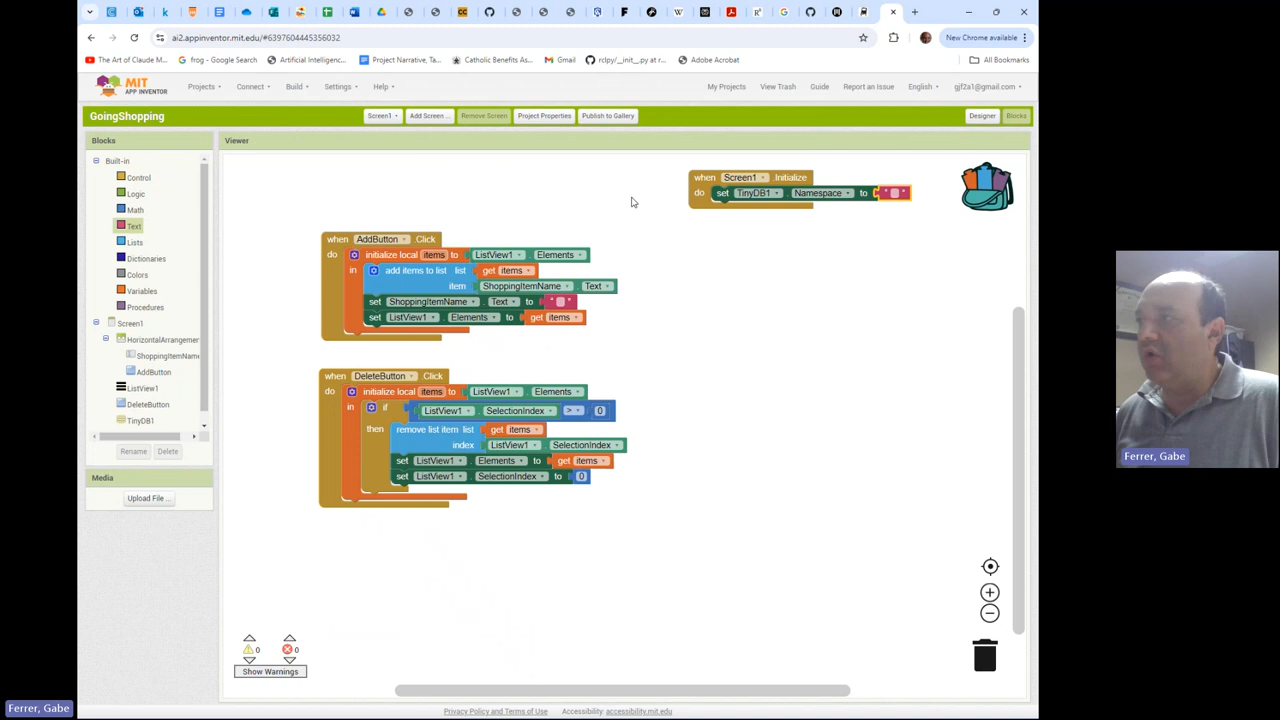 ai2.appinventor.mit.edu/#6397604445356032
New Chrome available
The Art of Claude M...
frog - Google Search
Artificial Intelligenc...
Project Narrative, Ta...
Catholic Benefits As...
Gmail
rclpy/__init__.py at r...
Adobe Acrobat
All Bookmarks
MIT
APP INVENTOR
Projects
Connect
Build
Settings
Help
My Projects
View Trash
Guide
Report an Issue
English
gjf2a1@gmail.com
GoingShopping
Screen1
Add Screen ...
Remove Screen
Project Properties
Publish to Gallery
Designer
Blocks
Blocks
Viewer
Built-in
Control
Logic
Math
Text
Lists
Dictionaries
Colors
Variables
Procedures
Screen1
HorizontalArrangeme
ShoppingItemName
AddButton
ListView1
DeleteButton
TinyDB1
Rename
Delete
Media
Upload File ...
when Screen1 .Initialize
do set TinyDB1 . Namespace to " "
when AddButton .Click
do initialize local items to ListView1 . Elements
in add items to list list get items
item ShoppingItemName . Text
set ShoppingItemName . Text to " "
set ListView1 . Elements to get items
when DeleteButton .Click
do initialize local items to ListView1 . Elements
in if ListView1 . SelectionIndex > 0
then remove list item list get items
index ListView1 . SelectionIndex
set ListView1 . Elements to get items
set ListView1 . SelectionIndex to 0
0 0
Show Warnings
Privacy Policy and Terms of Use Accessibility: accessibility.mit.edu
Ferrer, Gabe
Ferrer, Gabe